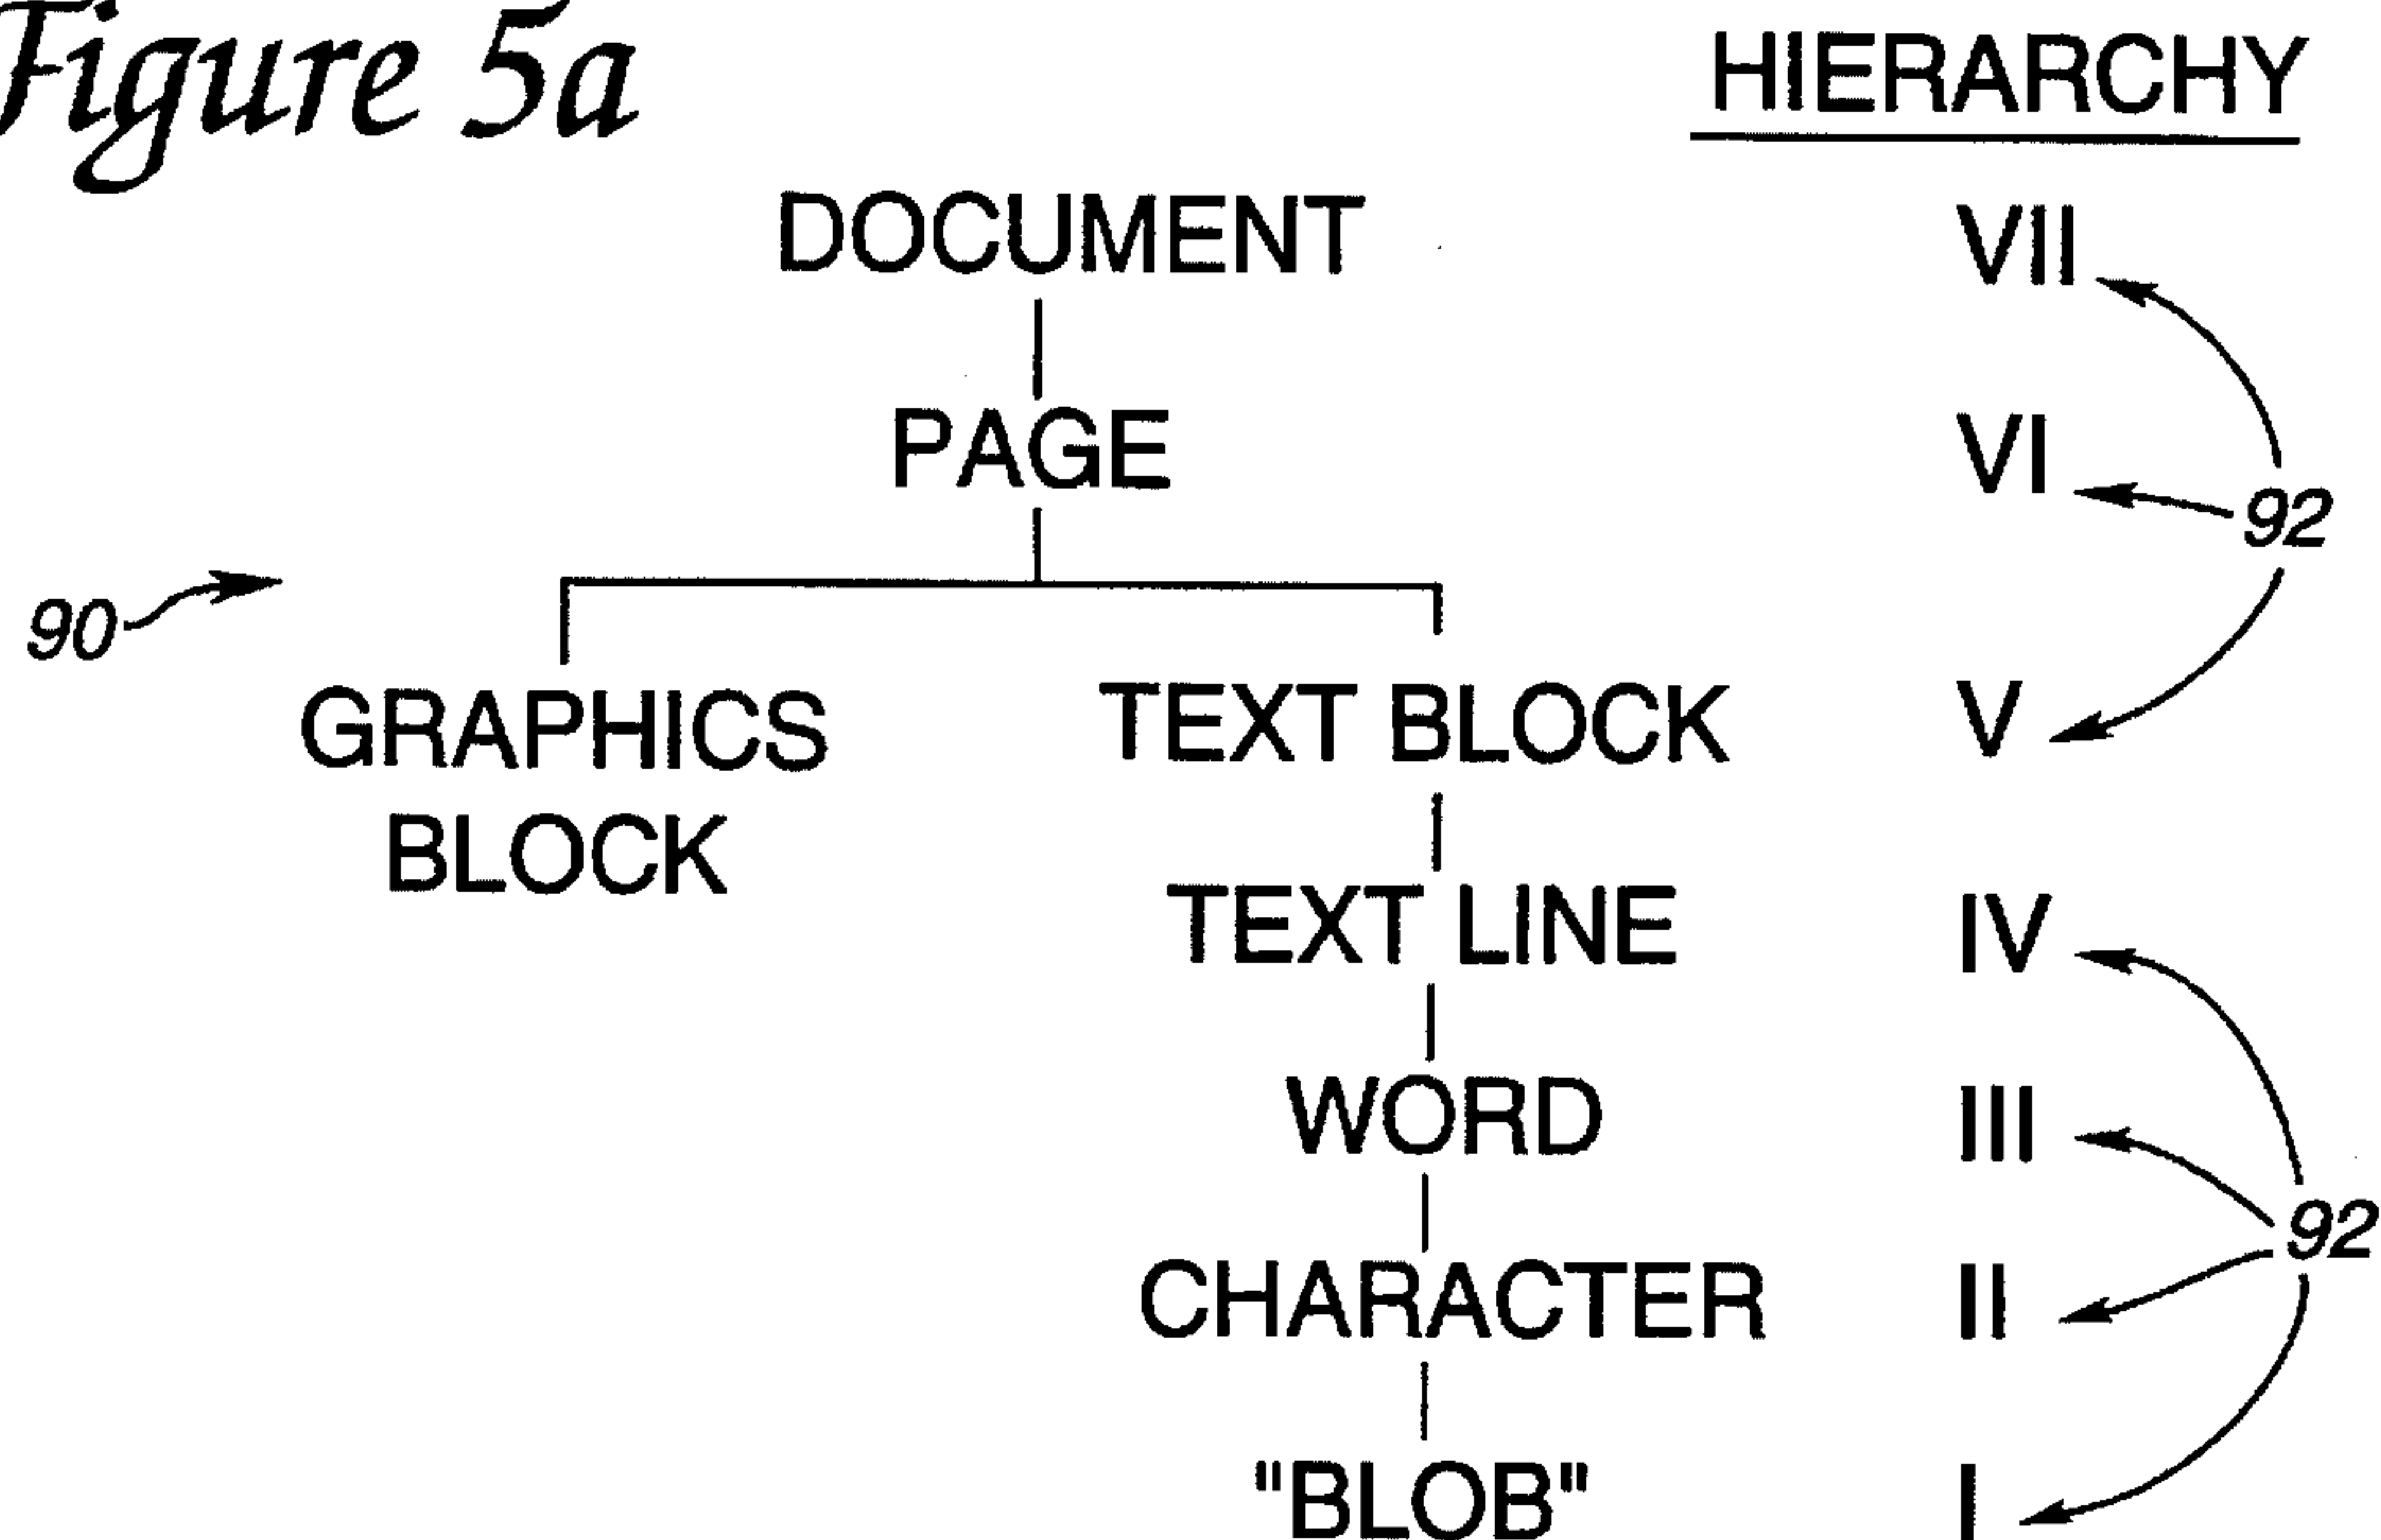 Figure 5a
HIERARCHY
DOCUMENT VII
PAGE VI
92
90
GRAPHICS BLOCK
TEXT BLOCK V
TEXT LINE IV
WORD III
92
CHARACTER II
"BLOB" I